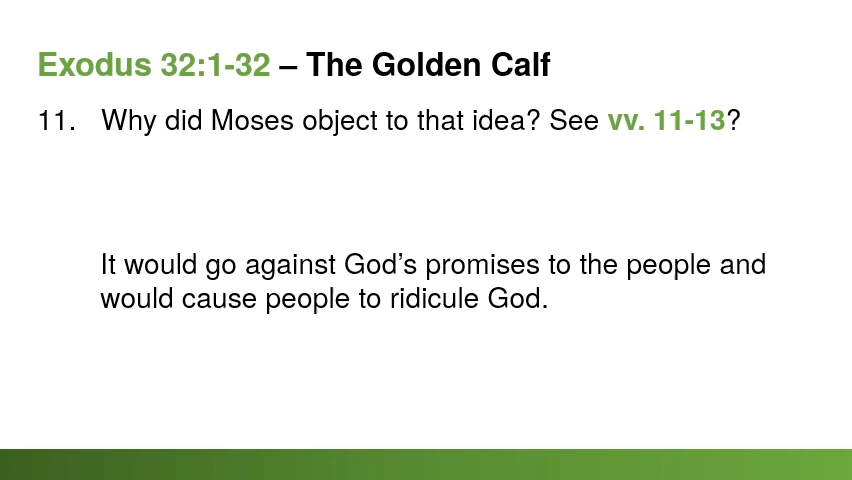 Exodus 32:1-32 – The Golden Calf
11. Why did Moses object to that idea? See vv. 11-13?
It would go against God’s promises to the people and
would cause people to ridicule God.